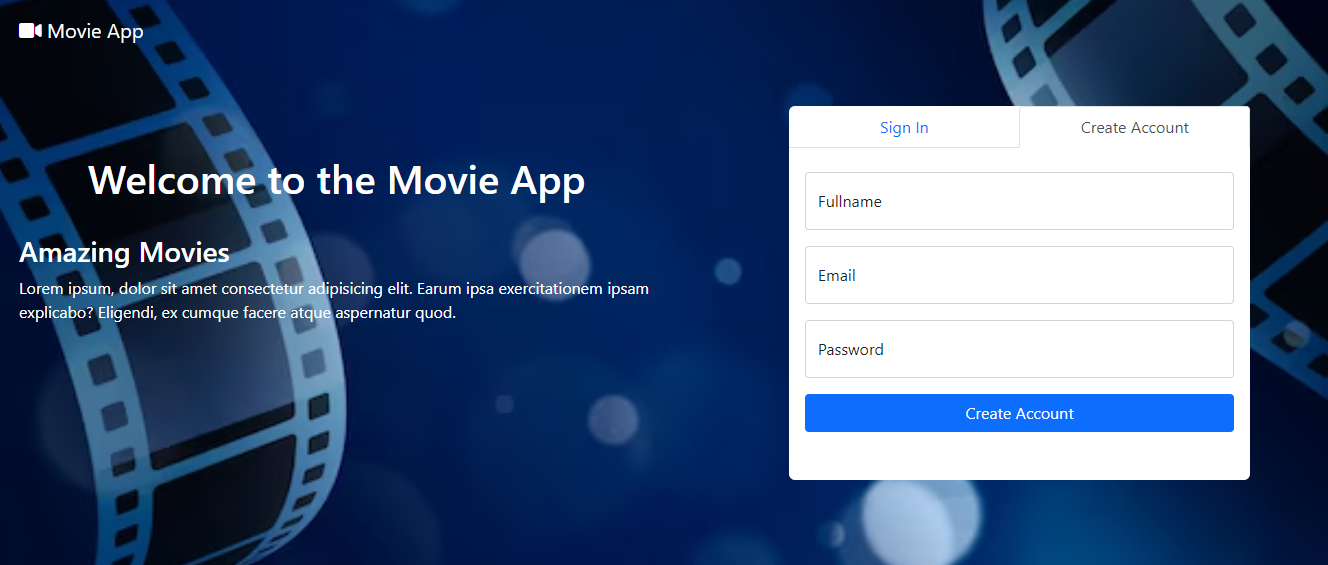 Movie App
Welcome to the Movie App
Amazing Movies
Lorem ipsum, dolor sit amet consectetur adipisicing elit. Earum ipsa exercitationem ipsam
explicabo? Eligendi, ex cumque facere atque aspernatur quod.
Sign In
Create Account
Fullname
Email
Password
Create Account